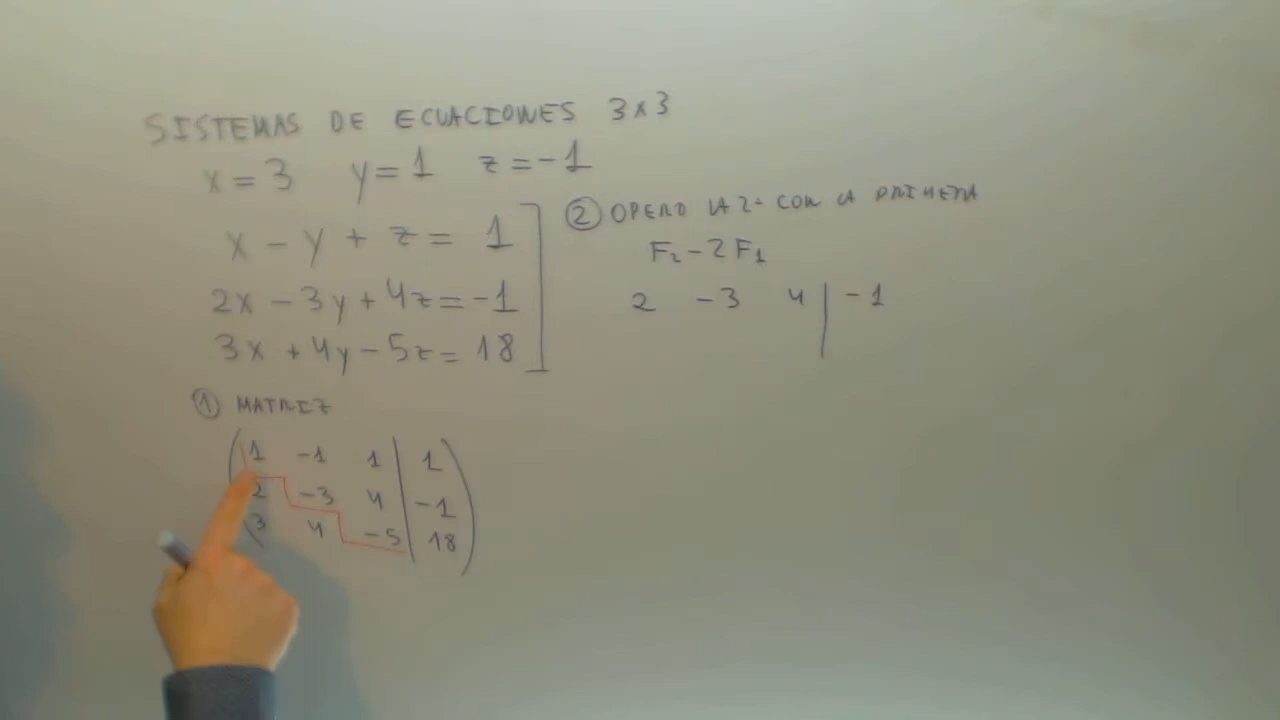 SISTEMAS DE ECUACIONES 3x3
x = 3 y = 1 z = -1
x - y + z = 1
2x - 3y + 4z = -1
3x + 4y - 5z = 18
① MATRIZ
1 -1 1 | 1
2 -3 4 | -1
3 4 -5 | 18
② OPERO LA 2ª CON LA PRIMERA
F₂ - 2F₁
2 -3 4 | -1